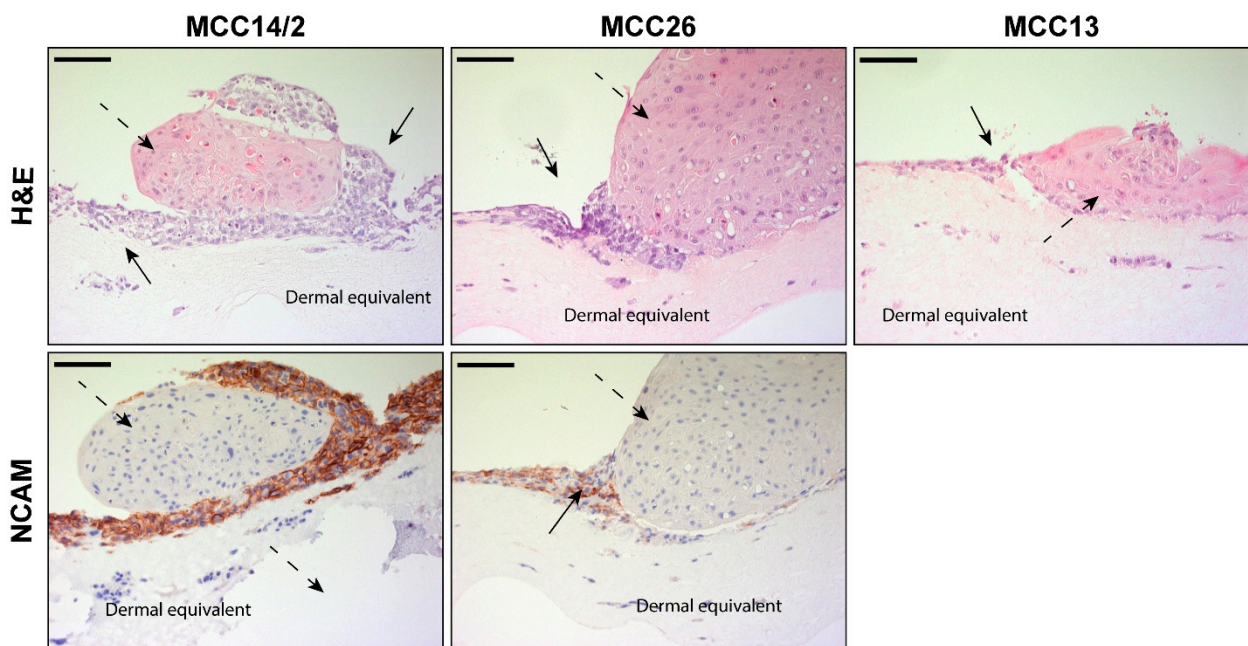 MCC14/2
MCC26
MCC13
H&E
Dermal equivalent
Dermal equivalent
Dermal equivalent
NCAM
Dermal equivalent
Dermal equivalent